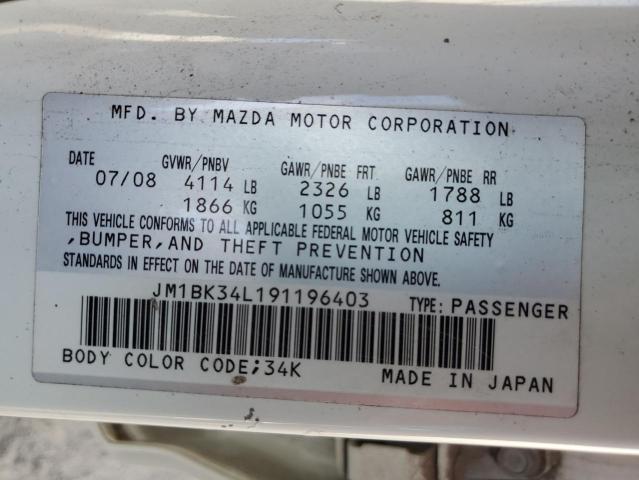 MFD. BY MAZDA MOTOR CORPORATION
DATE GVWR/PNBV GAWR/PNBE FRT. GAWR/PNBE RR
07/08 4114 LB 2326 LB 1788 LB
1866 KG 1055 KG 811 KG
THIS VEHICLE CONFORMS TO ALL APPLICABLE FEDERAL MOTOR VEHICLE SAFETY
,BUMPER,AND THEFT PREVENTION
STANDARDS IN EFFECT ON THE DATE OF MANUFACTURE SHOWN ABOVE.
JM1BK34L191196403 TYPE: PASSENGER
BODY COLOR CODE;34K MADE IN JAPAN